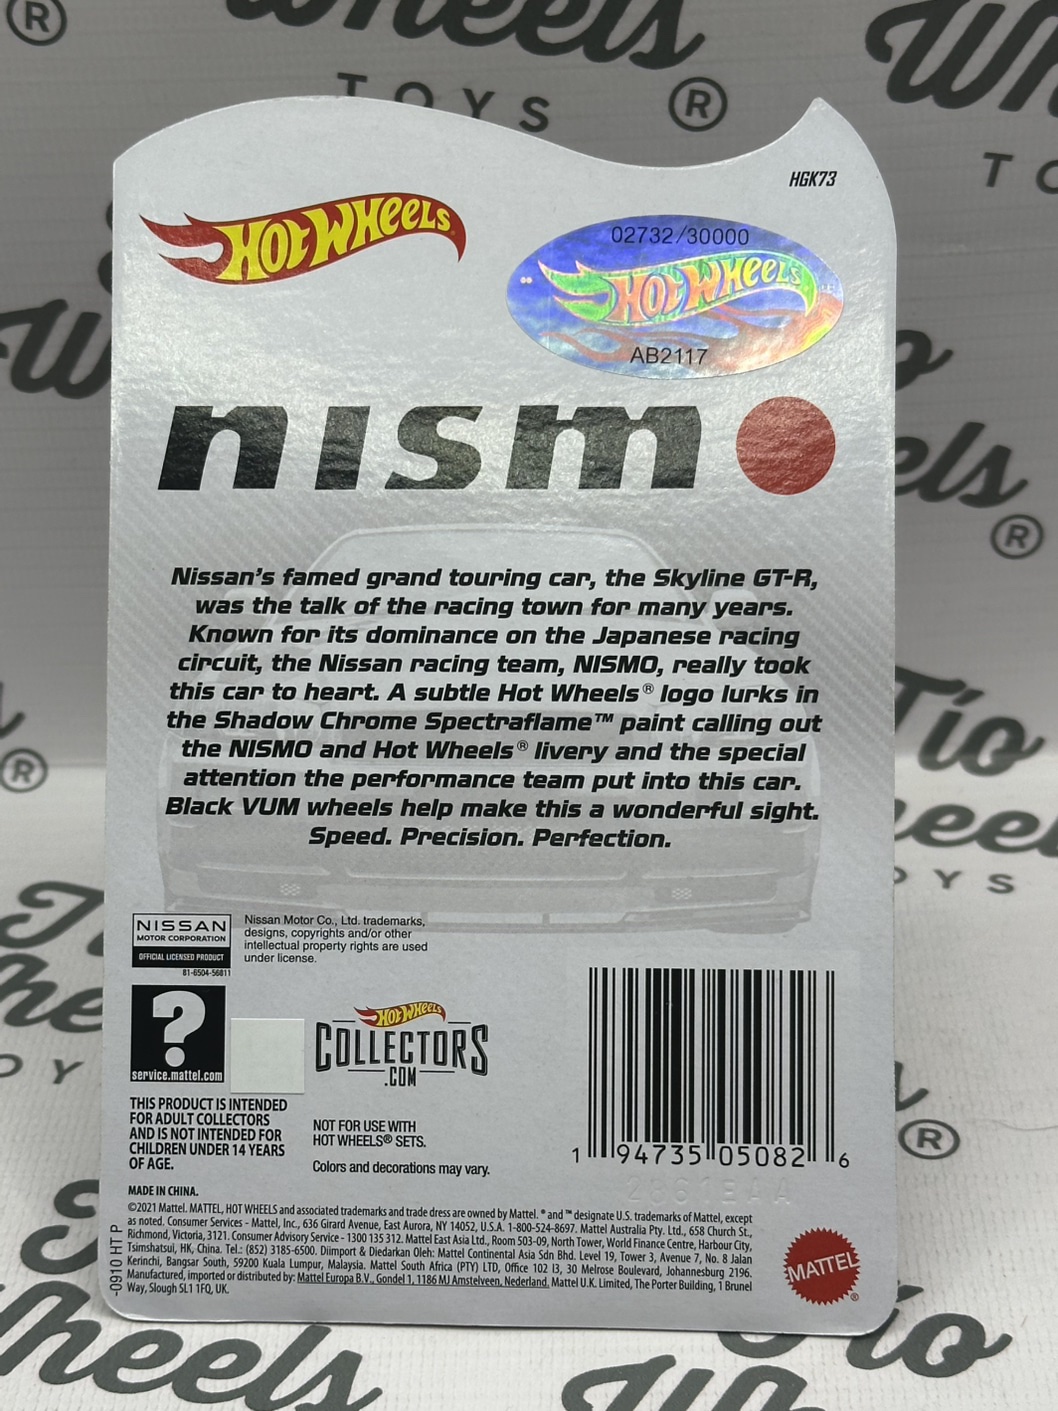 Wheels
TOYS ®
HGK73
HOT WHEELS
02732/30000
HOT WHEELS
AB2117
nismo
Nissan's famed grand touring car, the Skyline GT-R,
was the talk of the racing town for many years.
Known for its dominance on the Japanese racing
circuit, the Nissan racing team, NISMO, really took
this car to heart. A subtle Hot Wheels® logo lurks in
the Shadow Chrome Spectraflame™ paint calling out
the NISMO and Hot Wheels® livery and the special
attention the performance team put into this car.
Black VUM wheels help make this a wonderful sight.
Speed. Precision. Perfection.
NISSAN
MOTOR CORPORATION
OFFICIAL LICENSED PRODUCT
81-6504-56811
Nissan Motor Co., Ltd. trademarks,
designs, copyrights and/or other
intellectual property rights are used
under license.
?
service.mattel.com
HOT WHEELS
COLLECTORS
.COM
THIS PRODUCT IS INTENDED
FOR ADULT COLLECTORS
AND IS NOT INTENDED FOR
CHILDREN UNDER 14 YEARS
OF AGE.
NOT FOR USE WITH
HOT WHEELS® SETS.
Colors and decorations may vary.
1 94735 05082 6
MADE IN CHINA.
©2021 Mattel. MATTEL, HOT WHEELS and associated trademarks and trade dress are owned by Mattel. ® and ™ designate U.S. trademarks of Mattel, except
as noted. Consumer Services - Mattel, Inc., 636 Girard Avenue, East Aurora, NY 14052, U.S.A. 1-800-524-8697. Mattel Australia Pty. Ltd., 658 Church St.,
Richmond, Victoria, 3121. Consumer Advisory Service - 1300 135 312. Mattel East Asia Ltd., Room 503-09, North Tower, World Finance Centre, Harbour City,
Tsimshatsui, HK, China. Tel.: (852) 3185-6500. Diimport & Diedarkan Oleh: Mattel Continental Asia Sdn Bhd. Level 19, Tower 3, Avenue 7, No. 8 Jalan
Kerinchi, Bangsar South, 59200 Kuala Lumpur, Malaysia. Mattel South Africa (PTY) LTD, Office 102 I3, 30 Melrose Boulevard, Johannesburg 2196.
Manufactured, imported or distributed by: Mattel Europa B.V., Gondel 1, 1186 MJ Amstelveen, Nederland. Mattel U.K. Limited, The Porter Building, 1 Brunel
Way, Slough SL1 1FQ, UK.
-0910 HT P
MATTEL®
Tío